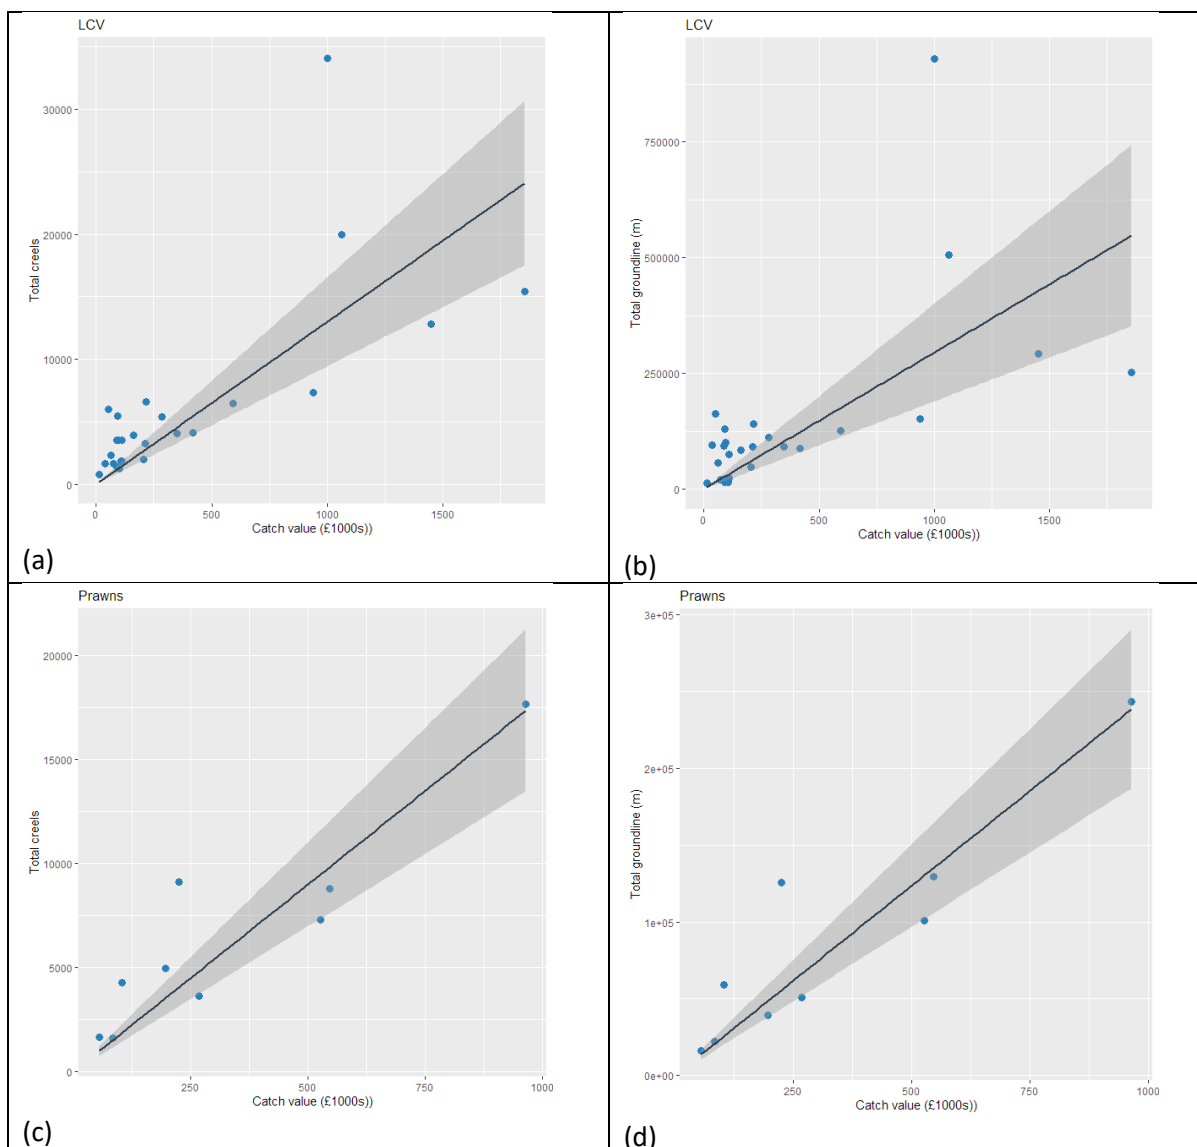 LCV
30000
20000
10000
0
Total creels
0 500 1000 1500
Catch value (£1000s))
(a)
LCV
750000
500000
250000
0
Total groundline (m)
0 500 1000 1500
Catch value (£1000s))
(b)
Prawns
20000
15000
10000
5000
0
Total creels
250 500 750 1000
Catch value (£1000s))
(c)
Prawns
3e+05
2e+05
1e+05
0e+00
Total groundline (m)
250 500 750 1000
Catch value (£1000s))
(d)